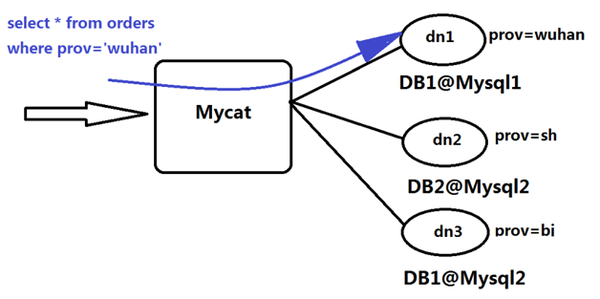 select * from orders
where prov='wuhan'
Mycat
dn1
prov=wuhan
DB1@Mysql1
dn2
prov=sh
DB2@Mysql2
dn3
prov=bi
DB1@Mysql2